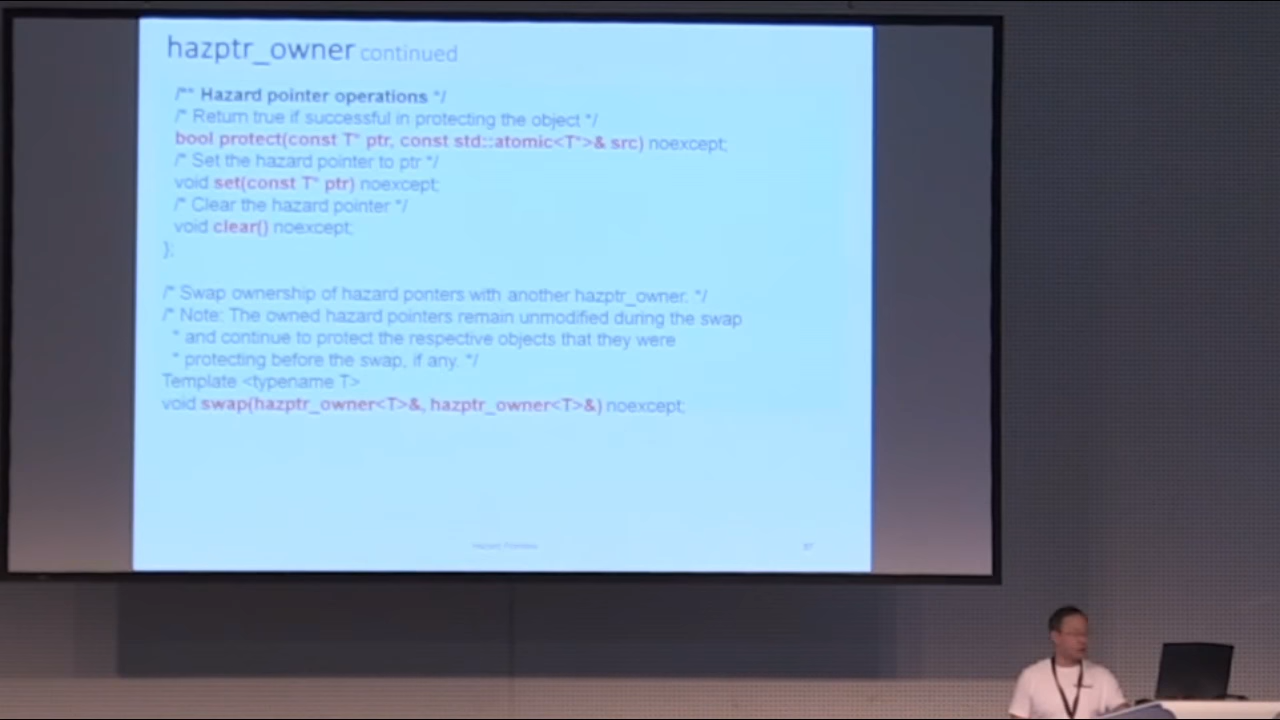 hazptr_owner continued
/** Hazard pointer operations */
/* Return true if successful in protecting the object */
bool protect(const T* ptr, const std::atomic<T*>& src) noexcept;
/* Set the hazard pointer to ptr */
void set(const T* ptr) noexcept;
/* Clear the hazard pointer */
void clear() noexcept;
};
/* Swap ownership of hazard ponters with another hazptr_owner. */
/* Note: The owned hazard pointers remain unmodified during the swap
* and continue to protect the respective objects that they were
* protecting before the swap, if any. */
Template <typename T>
void swap(hazptr_owner<T>&, hazptr_owner<T>&) noexcept;
Hazard Pointers